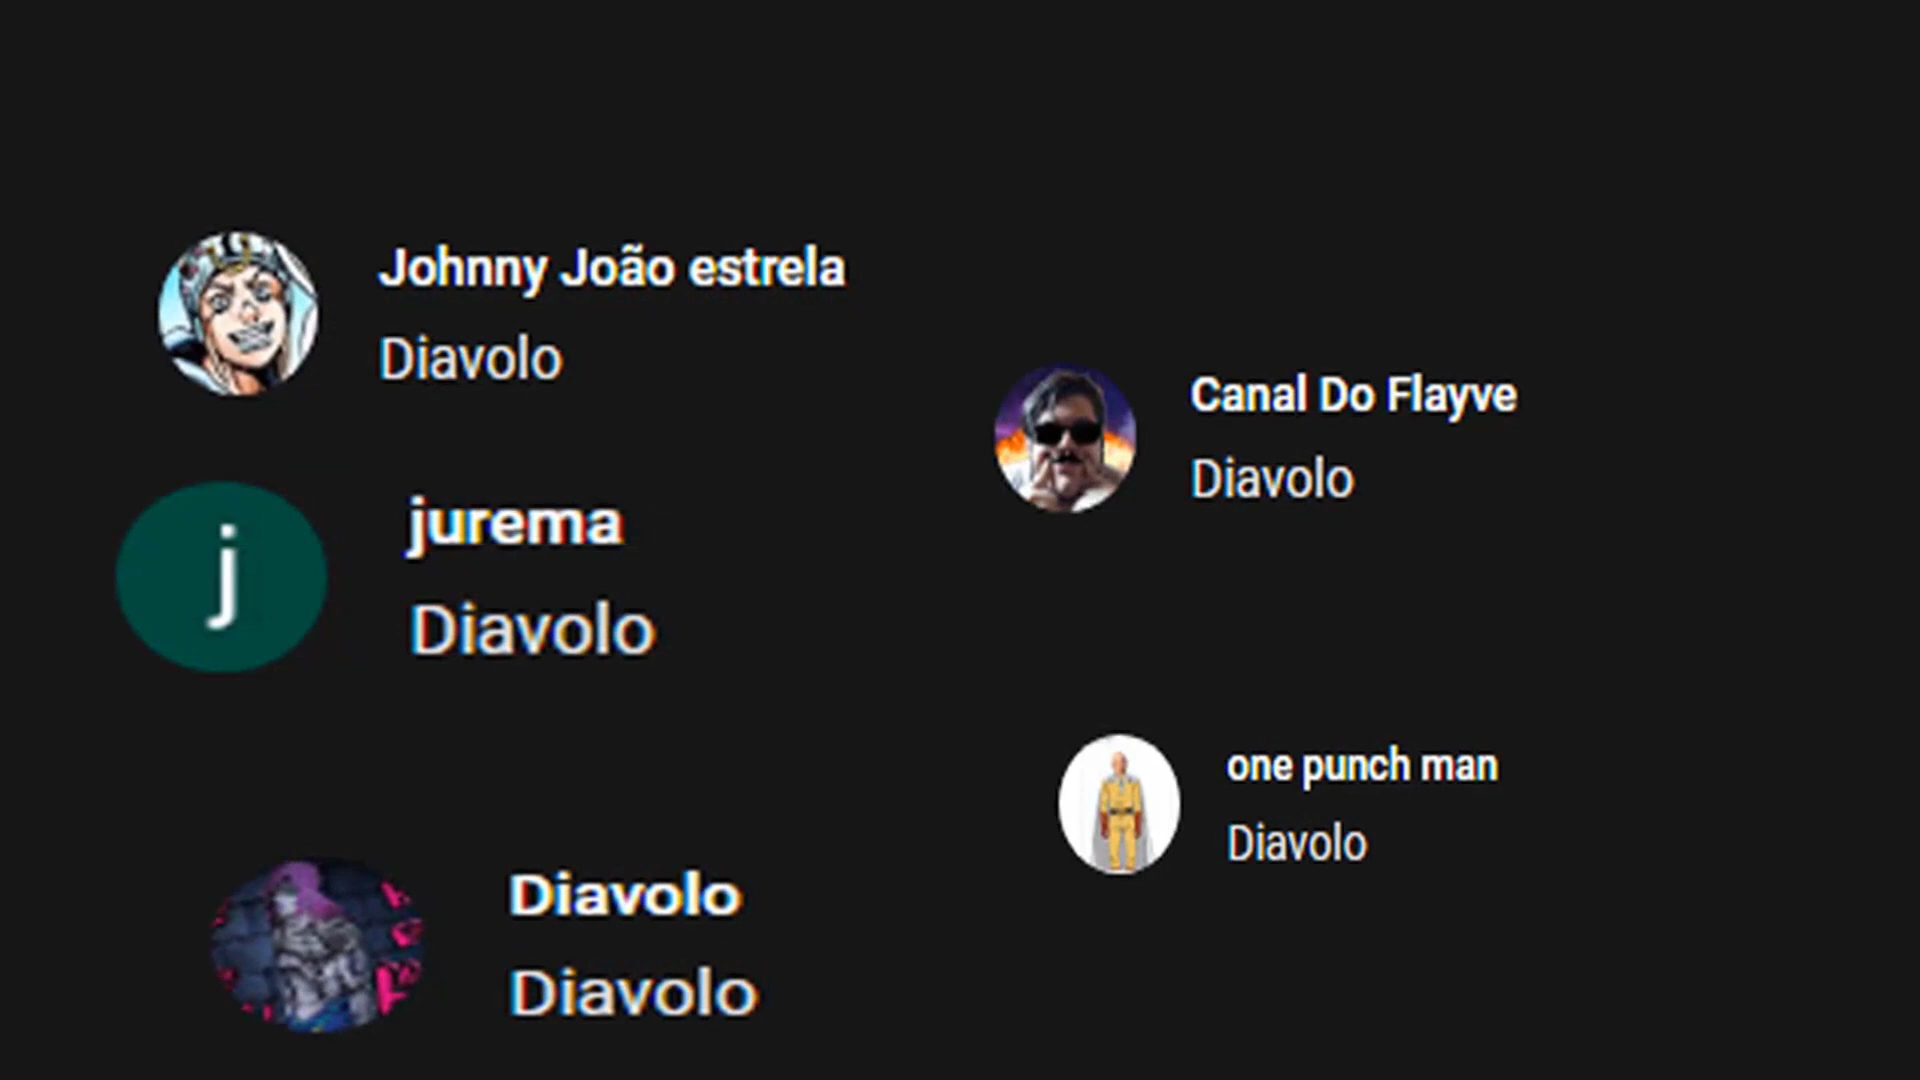 Johnny João estrela
Diavolo
Canal Do Flayve
Diavolo
j
jurema
Diavolo
one punch man
Diavolo
Diavolo
Diavolo